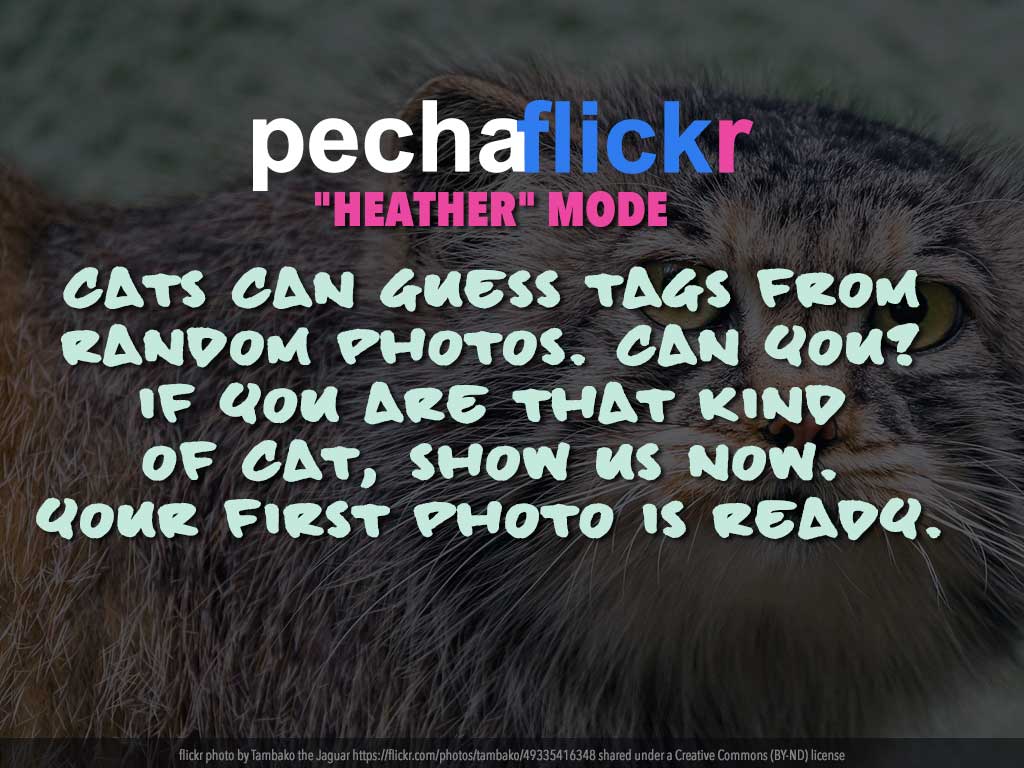 pechaflickr
"HEATHER" MODE
CATS CAN GUESS TAGS FROM
RANDOM PHOTOS. CAN YOU?
IF YOU ARE THAT KIND
OF CAT, SHOW US NOW.
YOUR FIRST PHOTO IS READY.
flickr photo by Tambako the Jaguar https://flickr.com/photos/tambako/49335416348 shared under a Creative Commons (BY-ND) license